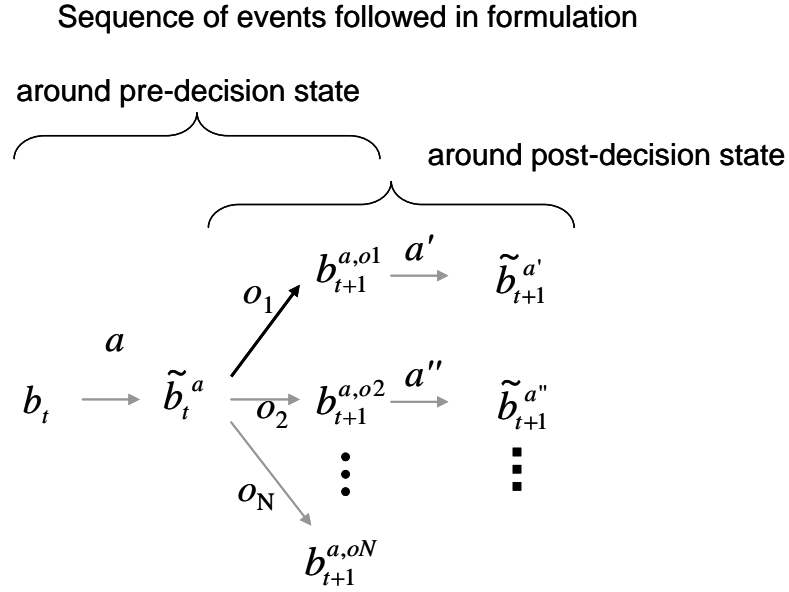 Sequence of events followed in formulation
around pre-decision state
around post-decision state
b_{t+1}^{a,o1} a′ b̃_{t+1}^{a'}
o_1
a
b_t b̃_t^a o_2 b_{t+1}^{a,o2} a″ b̃_{t+1}^{a"}
⋮ ⋮
o_N
b_{t+1}^{a,oN}